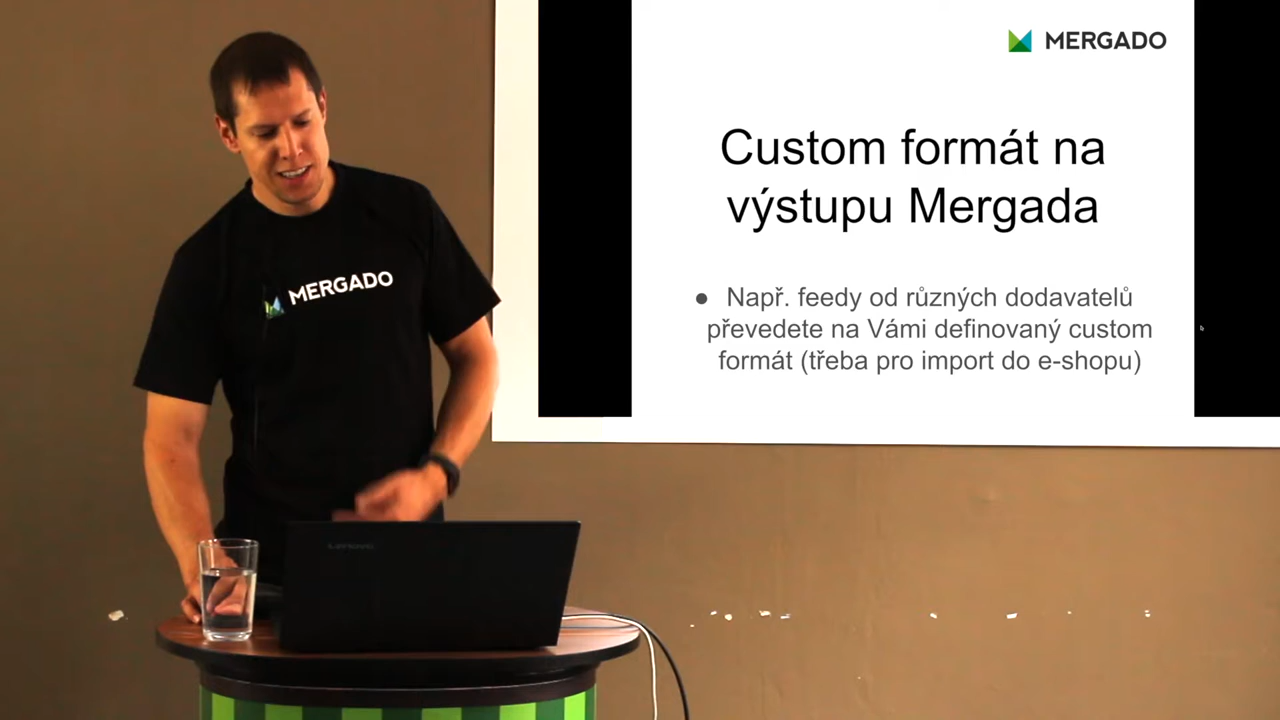 MERGADO
Custom formát na
výstupu Mergada
● Např. feedy od různých dodavatelů
převedete na Vámi definovaný custom
formát (třeba pro import do e-shopu)
MERGADO
Lenovo